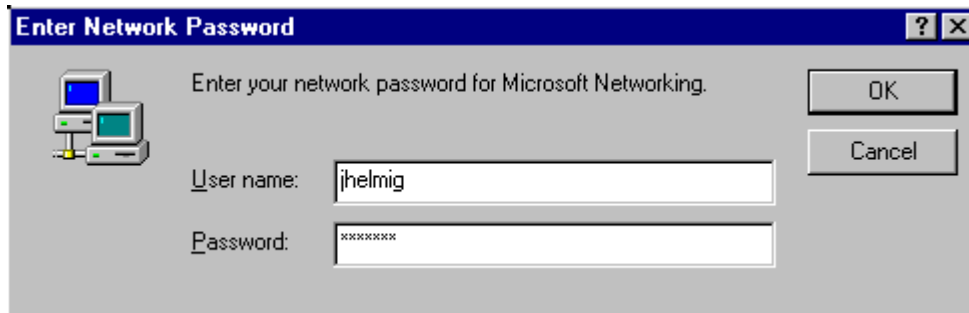 Enter Network Password
Enter your network password for Microsoft Networking.
OK
Cancel
User name: jhelmig
Password: *******